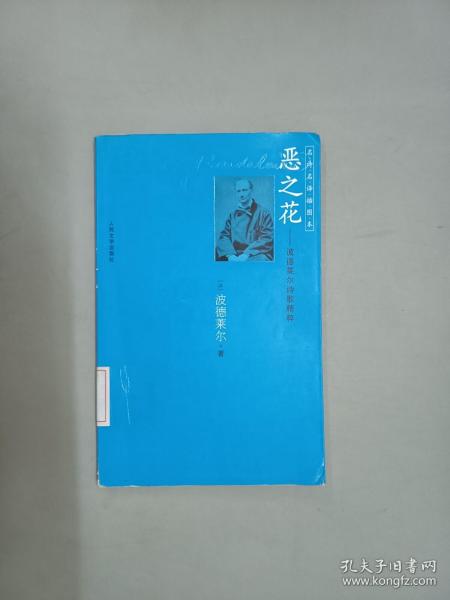 名诗名译插图本
恶之花
——波德莱尔诗歌精粹
Baudelaire
[法] 波德莱尔·著
人民文学出版社
孔夫子旧书网
www.kongfz.com